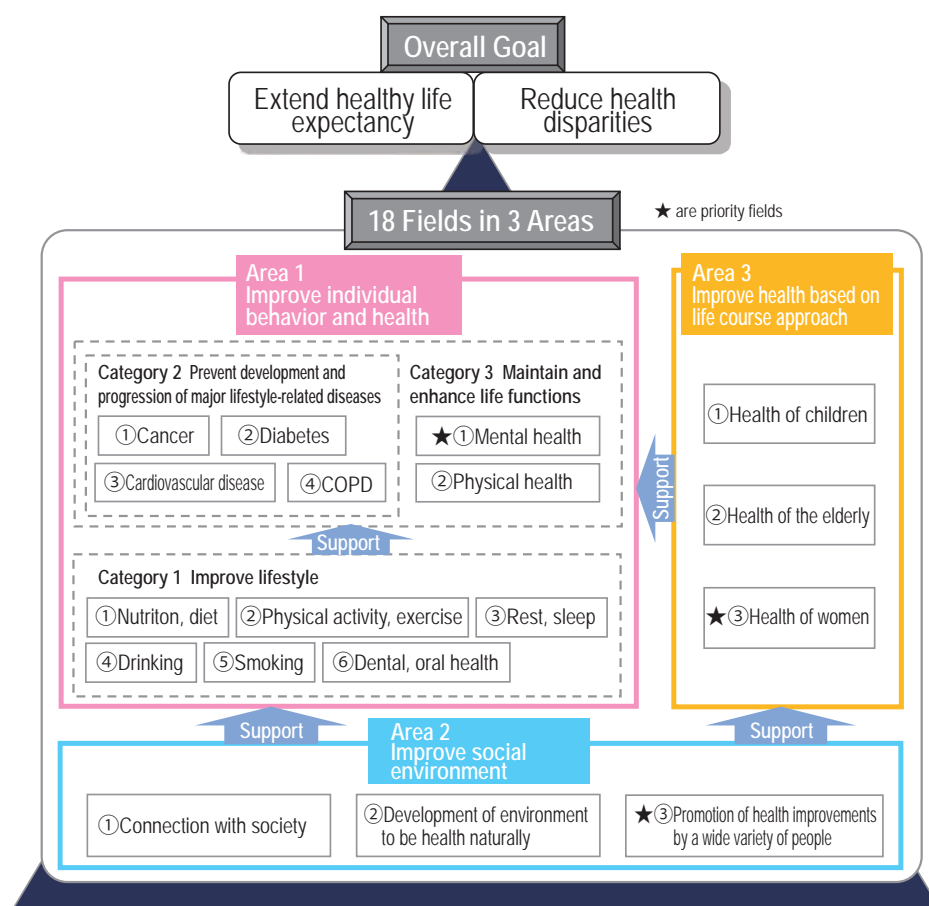 Overall Goal
Extend healthy life
expectancy
Reduce health
disparities
18 Fields in 3 Areas
★ are priority fields
Area 1
Improve individual
behavior and health
Category 2 Prevent development and
progression of major lifestyle-related diseases
①Cancer
②Diabetes
③Cardiovascular disease
④COPD
Category 3 Maintain and
enhance life functions
★①Mental health
②Physical health
Support
Category 1 Improve lifestyle
①Nutriton, diet
②Physical activity, exercise
③Rest, sleep
④Drinking
⑤Smoking
⑥Dental, oral health
Support
Area 3
Improve health based on
life course approach
①Health of children
②Health of the elderly
★③Health of women
Support
Support
Area 2
Improve social
environment
①Connection with society
②Development of environment
to be health naturally
★③Promotion of health improvements
by a wide variety of people